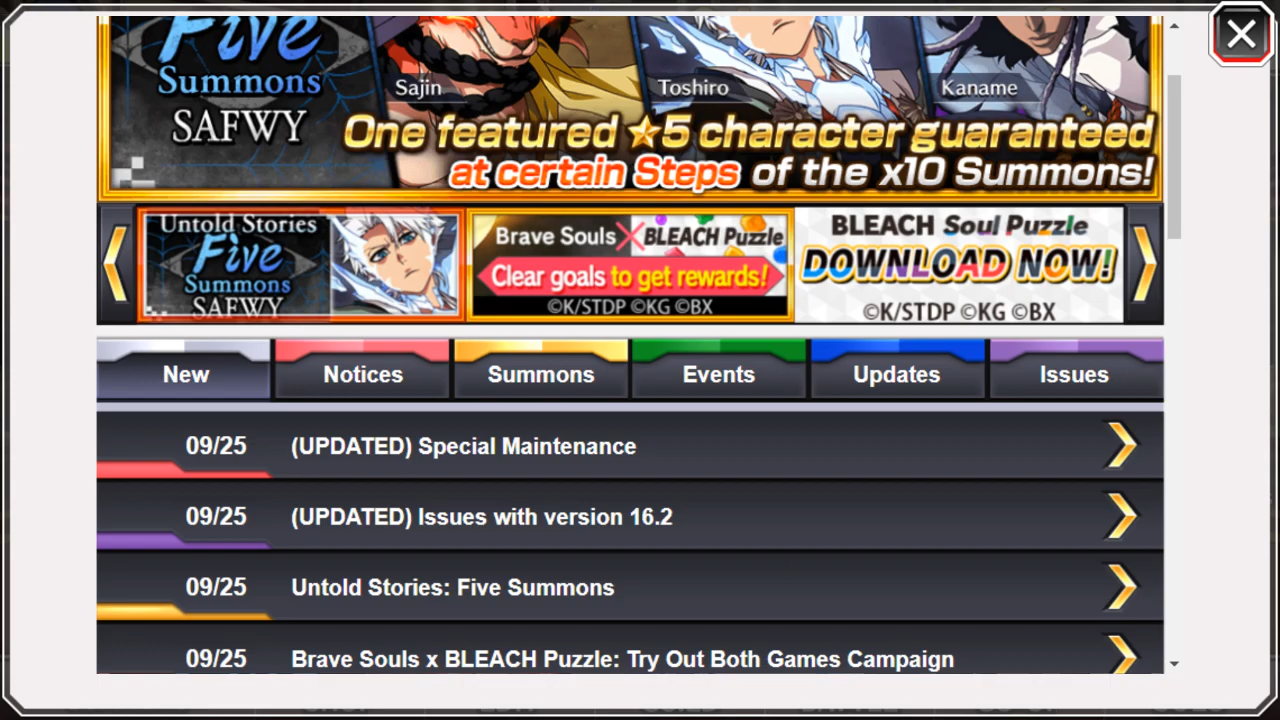 Five
Summons
SAFWY
Sajin
Toshiro
Kaname
One featured ★5 character guaranteed
at certain Steps of the x10 Summons!
Untold Stories
Five
Summons
SAFWY
Brave Souls X BLEACH Puzzle
Clear goals to get rewards!
©K/STDP ©KG ©BX
BLEACH Soul Puzzle
DOWNLOAD NOW!
©K/STDP ©KG ©BX
New
Notices
Summons
Events
Updates
Issues
09/25 (UPDATED) Special Maintenance
09/25 (UPDATED) Issues with version 16.2
09/25 Untold Stories: Five Summons
09/25 Brave Souls x BLEACH Puzzle: Try Out Both Games Campaign